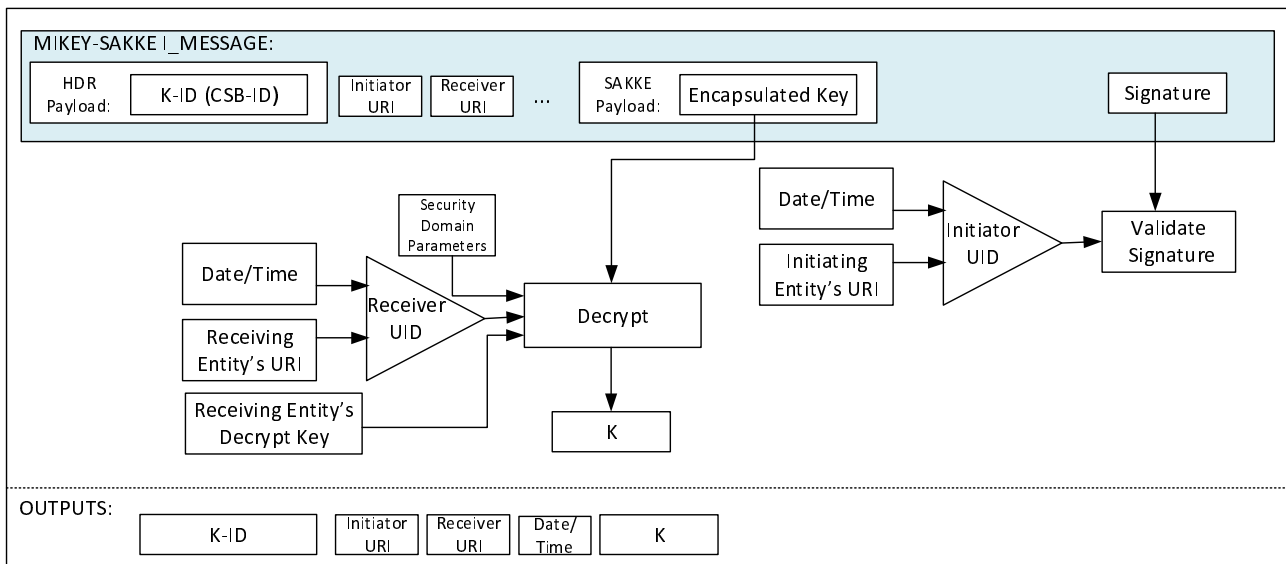 MIKEY-SAKKE I_MESSAGE:
HDR
Payload:
K-ID (CSB-ID)
Initiator
URI
Receiver
URI
...
SAKKE
Payload:
Encapsulated Key
Signature
Date/Time
Initiating
Entity's URI
Initiator
UID
Validate
Signature
Security
Domain
Parameters
Date/Time
Receiving
Entity's URI
Receiver
UID
Decrypt
Receiving Entity's
Decrypt Key
K
OUTPUTS:
K-ID
Initiator
URI
Receiver
URI
Date/
Time
K